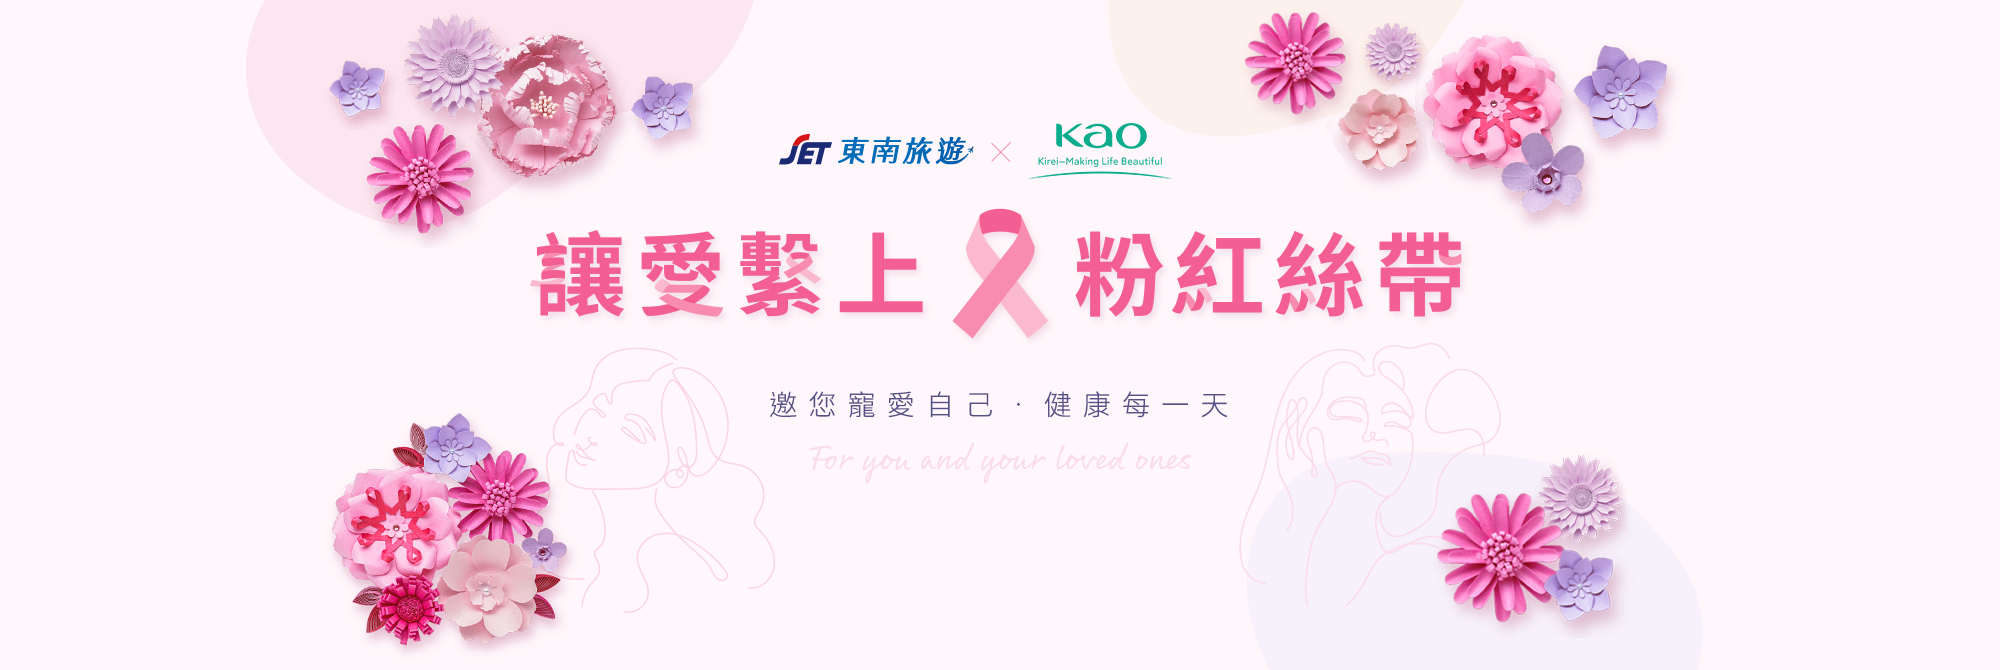 JET 東南旅遊 × Kao
Kirei—Making Life Beautiful
讓愛繫上 粉紅絲帶
邀您寵愛自己・健康每一天
For you and your loved ones